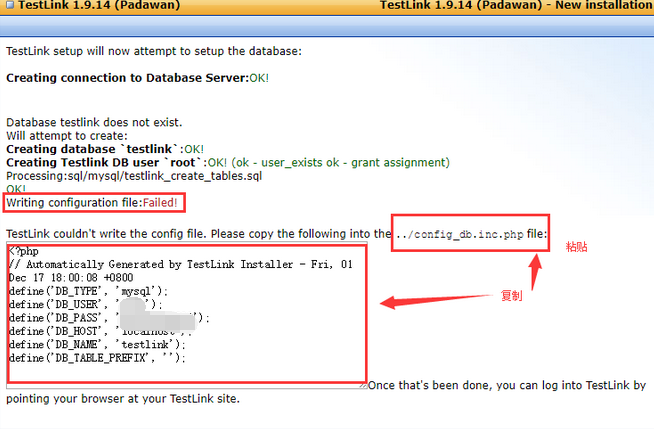 TestLink 1.9.14 (Padawan)
TestLink 1.9.14 (Padawan) - New installation
TestLink setup will now attempt to setup the database:
Creating connection to Database Server:OK!
Database testlink does not exist.
Will attempt to create:
Creating database `testlink`:OK!
Creating Testlink DB user `root`:OK! (ok - user_exists ok - grant assignment)
Processing:sql/mysql/testlink_create_tables.sql
OK!
Writing configuration file:Failed!
TestLink couldn't write the config file. Please copy the following into the ../config_db.inc.php file:
粘贴
<?php
// Automatically Generated by TestLink Installer - Fri, 01
Dec 17 18:00:08 +0800
define('DB_TYPE', 'mysql');
复制
define('DB_USER', '');
define('DB_PASS', '');
define('DB_HOST', 'localhost');
define('DB_NAME', 'testlink');
define('DB_TABLE_PREFIX', '');
Once that's been done, you can log into TestLink by
pointing your browser at your TestLink site.